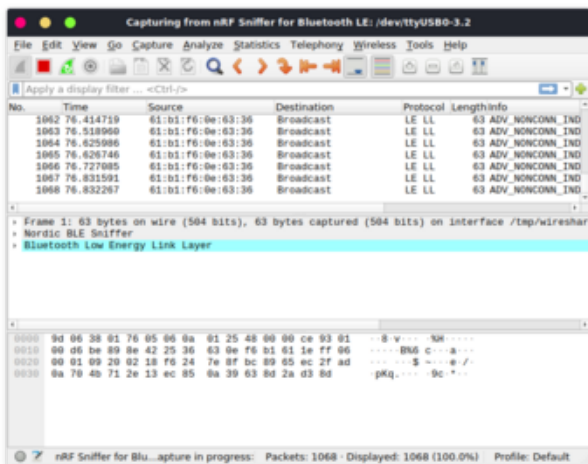 Capturing from nRF Sniffer for Bluetooth LE: /dev/ttyUSB0-3.2
File Edit View Go Capture Analyze Statistics Telephony Wireless Tools Help
Apply a display filter ... <Ctrl-/>
No. Time Source Destination Protocol Length Info
1062 76.414719 61:b1:f6:0e:63:36 Broadcast LE LL 63 ADV_NONCONN_IND
1063 76.518960 61:b1:f6:0e:63:36 Broadcast LE LL 63 ADV_NONCONN_IND
1064 76.625986 61:b1:f6:0e:63:36 Broadcast LE LL 63 ADV_NONCONN_IND
1065 76.626746 61:b1:f6:0e:63:36 Broadcast LE LL 63 ADV_NONCONN_IND
1066 76.727085 61:b1:f6:0e:63:36 Broadcast LE LL 63 ADV_NONCONN_IND
1067 76.831591 61:b1:f6:0e:63:36 Broadcast LE LL 63 ADV_NONCONN_IND
1068 76.832267 61:b1:f6:0e:63:36 Broadcast LE LL 63 ADV_NONCONN_IND
Frame 1: 63 bytes on wire (504 bits), 63 bytes captured (504 bits) on interface /tmp/wireshar
Nordic BLE Sniffer
Bluetooth Low Energy Link Layer
0000 9d 06 38 01 76 05 06 0a 01 25 48 00 00 ce 93 01 ··8·v··· ·%H·····
0010 00 d6 be 89 8e 42 25 36 63 0e f6 b1 61 1e ff 06 ·····B%6 c···a···
0020 00 01 09 20 02 18 f6 24 7e 8f bc 89 65 ec 2f ad ··· ···$ ~···e·/·
0030 0a 70 4b 71 2e 13 ec 85 0a 39 63 8d 2a d3 8d ·pKq.··· ·9c·*··
nRF Sniffer for Blu...apture in progress: Packets: 1068 · Displayed: 1068 (100.0%) Profile: Default